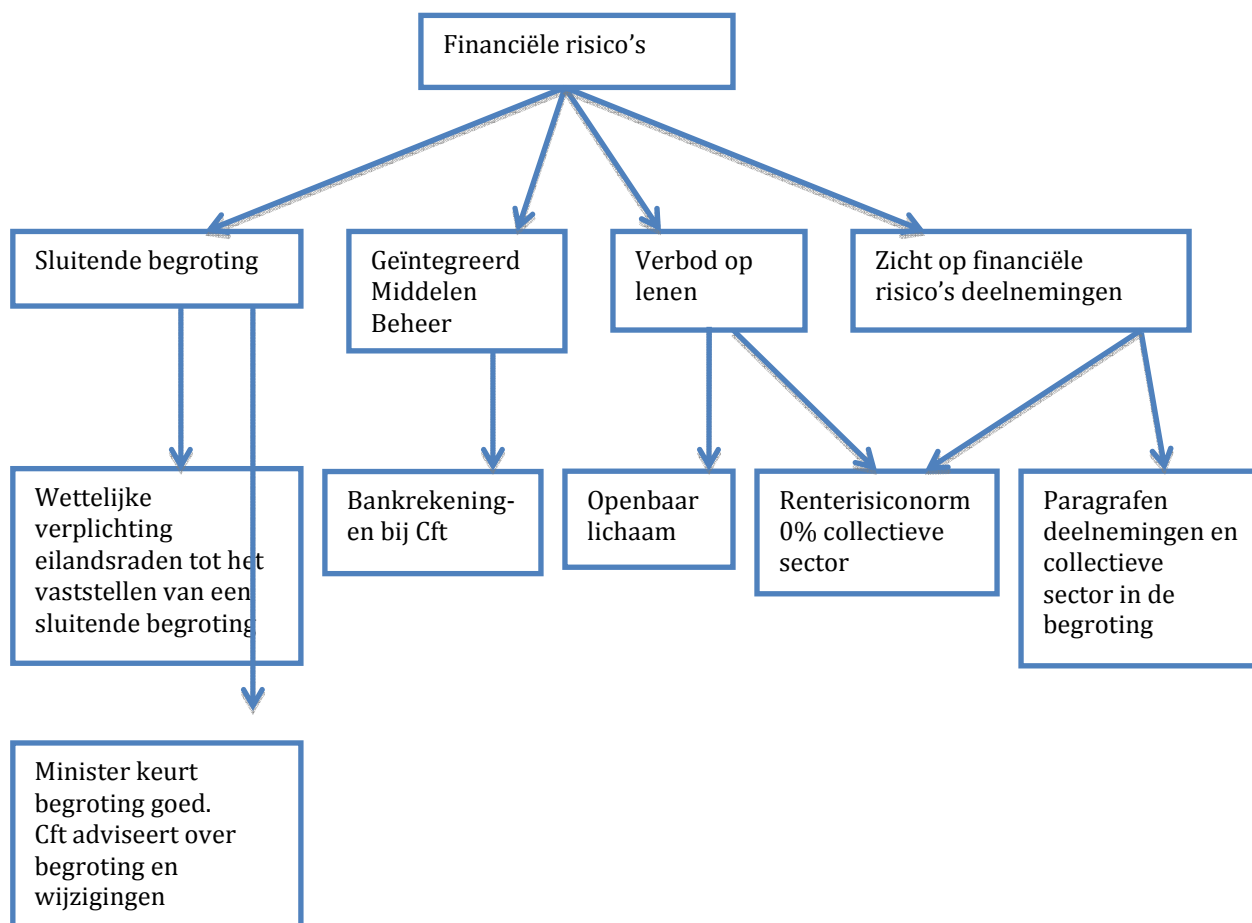 Financiële risico’s
Sluitende begroting
Geïntegreerd
Middelen
Beheer
Verbod op
lenen
Zicht op financiële
risico’s deelnemingen
Wettelijke
verplichting
eilandsraden tot het
vaststellen van een
sluitende begroting
Bankrekening-
en bij Cft
Openbaar
lichaam
Renterisiconorm
0% collectieve
sector
Paragrafen
deelnemingen en
collectieve
sector in de
begroting
Minister keurt
begroting goed.
Cft adviseert over
begroting en
wijzigingen